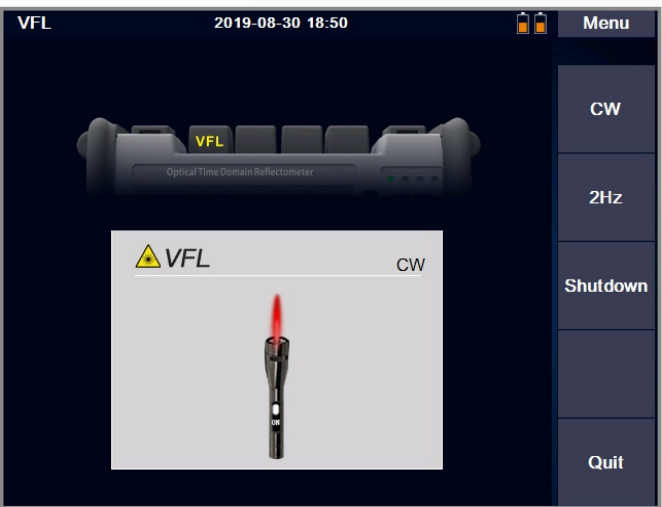 VFL
2019-08-30 18:50
Menu
CW
2Hz
Shutdown
Quit
VFL
Optical Time Domain Reflectometer
VFL
CW
ON